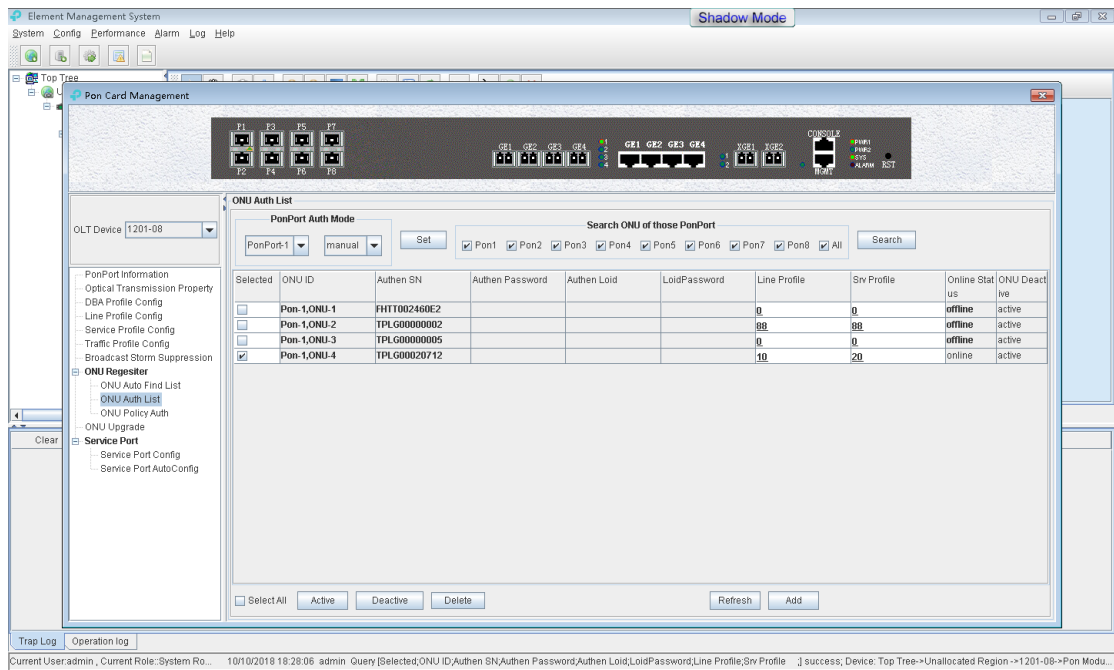 Element Management System
Shadow Mode
System Config Performance Alarm Log Help
Top Tree
Pon Card Management
P1 P3 P5 P7
P2 P4 P6 P8
GE1 GE2 GE3 GE4
1
2
3
4
GE1 GE2 GE3 GE4
1
2
XGE1 XGE2
CONSOLE
MGMT
PWR1
PWR2
SYS
ALARM
RST
OLT Device 1201-08
ONU Auth List
PonPort Auth Mode
PonPort-1 manual Set
Search ONU of those PonPort
Pon1 Pon2 Pon3 Pon4 Pon5 Pon6 Pon7 Pon8 All Search
PonPort Information
Optical Transmission Property
DBA Profile Config
Line Profile Config
Service Profile Config
Traffic Profile Config
Broadcast Storm Suppression
ONU Regesiter
ONU Auto Find List
ONU Auth List
ONU Policy Auth
ONU Upgrade
Service Port
Service Port Config
Service Port AutoConfig
Selected ONU ID Authen SN Authen Password Authen Loid LoidPassword Line Profile Srv Profile Online Status ONU Deactive
Pon-1,ONU-1 FHTT002460E2 0 0 offline active
Pon-1,ONU-2 TPLG00000002 88 88 offline active
Pon-1,ONU-3 TPLG00000005 0 0 offline active
Pon-1,ONU-4 TPLG00020712 10 20 online active
Select All Active Deactive Delete Refresh Add
Clear
Trap Log Operation log
Current User:admin , Current Role::System Ro... 10/10/2018 18:28:06 admin Query [Selected;ONU ID;Authen SN;Authen Password;Authen Loid;LoidPassword;Line Profile;Srv Profile ;] success; Device: Top Tree->Unallocated Region->1201-08->Pon Modu...